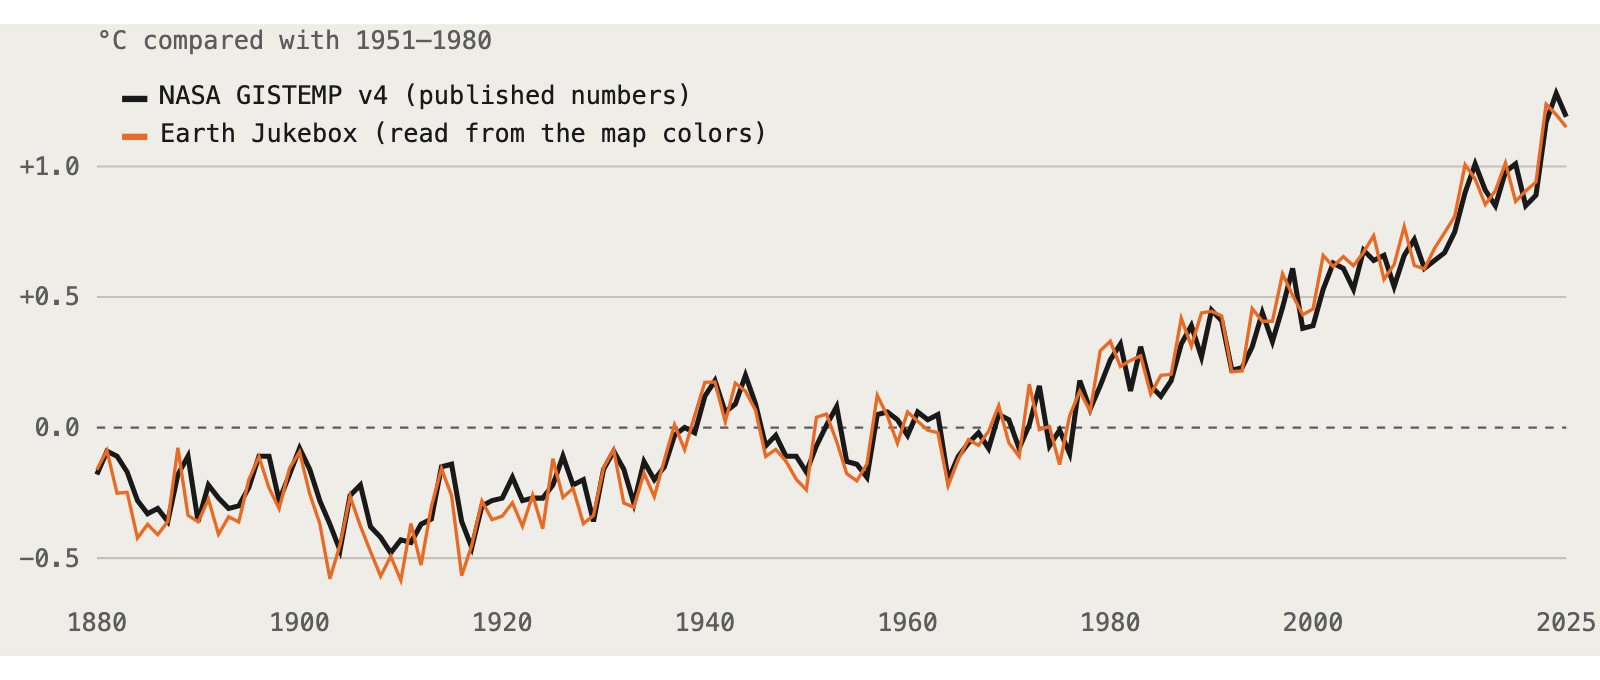 °C compared with 1951–1980
NASA GISTEMP v4 (published numbers)
Earth Jukebox (read from the map colors)
+1.0
+0.5
0.0
−0.5
1880 1900 1920 1940 1960 1980 2000 2025